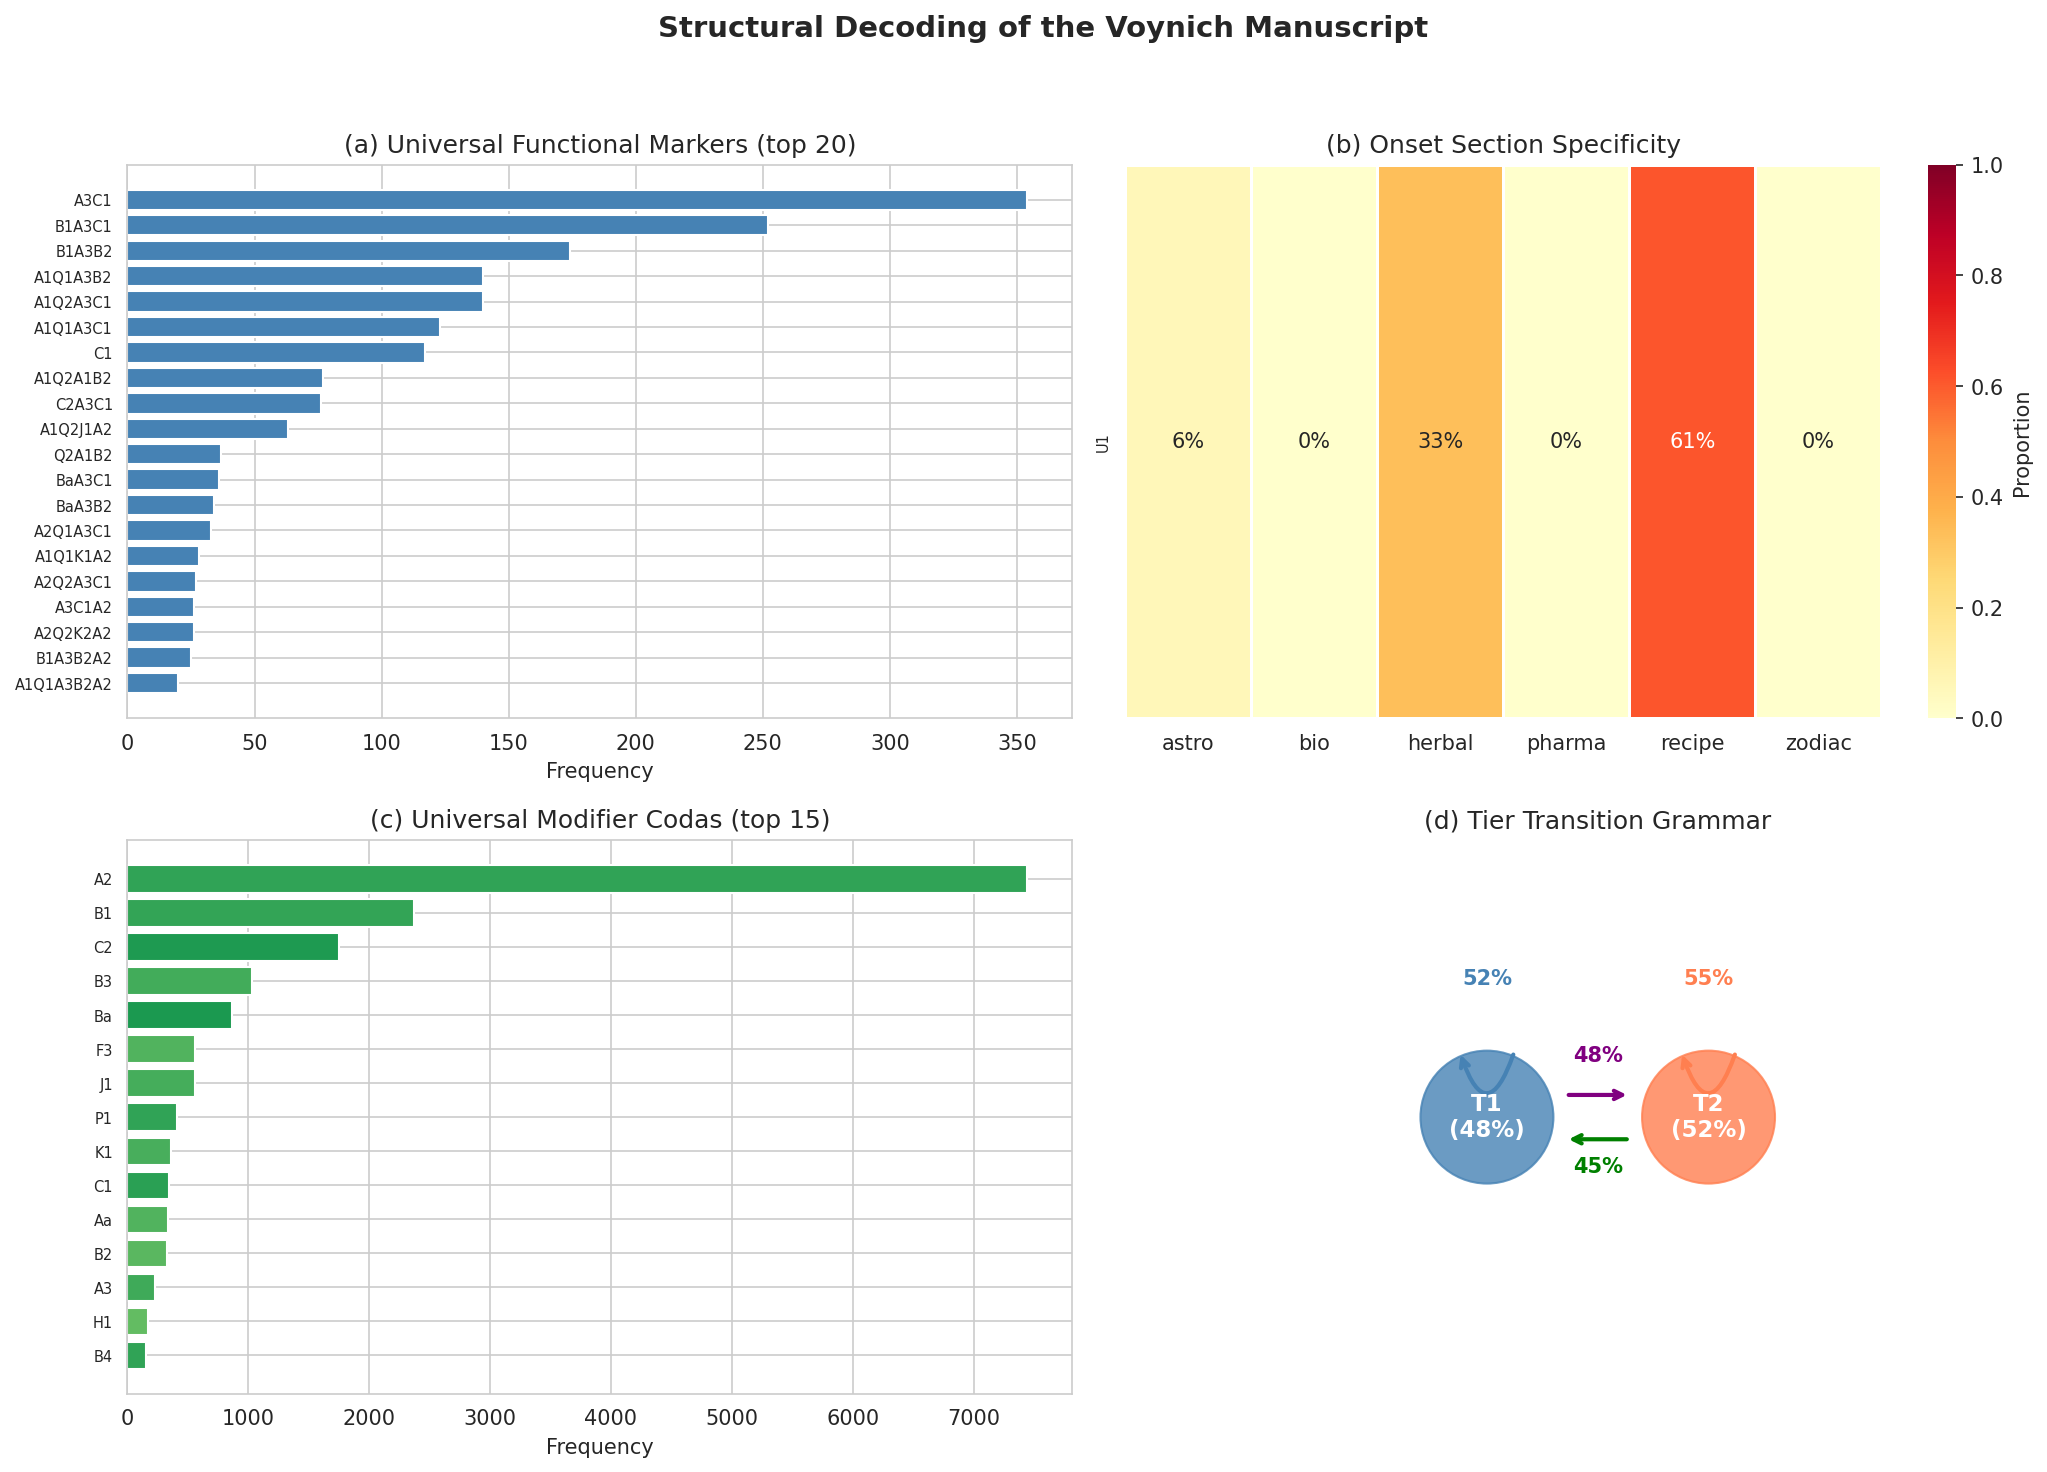 Structural Decoding of the Voynich Manuscript
(a) Universal Functional Markers (top 20)
A3C1
B1A3C1
B1A3B2
A1Q1A3B2
A1Q2A3C1
A1Q1A3C1
C1
A1Q2A1B2
C2A3C1
A1Q2J1A2
Q2A1B2
BaA3C1
BaA3B2
A2Q1A3C1
A1Q1K1A2
A2Q2A3C1
A3C1A2
A2Q2K2A2
B1A3B2A2
A1Q1A3B2A2
0 50 100 150 200 250 300 350
Frequency
(b) Onset Section Specificity
U1
6% 0% 33% 0% 61% 0%
astro bio herbal pharma recipe zodiac
1.0
0.8
0.6
0.4
0.2
0.0
Proportion
(c) Universal Modifier Codas (top 15)
A2
B1
C2
B3
Ba
F3
J1
P1
K1
C1
Aa
B2
A3
H1
B4
0 1000 2000 3000 4000 5000 6000 7000
Frequency
(d) Tier Transition Grammar
52% 55%
48%
T1
(48%)
T2
(52%)
45%